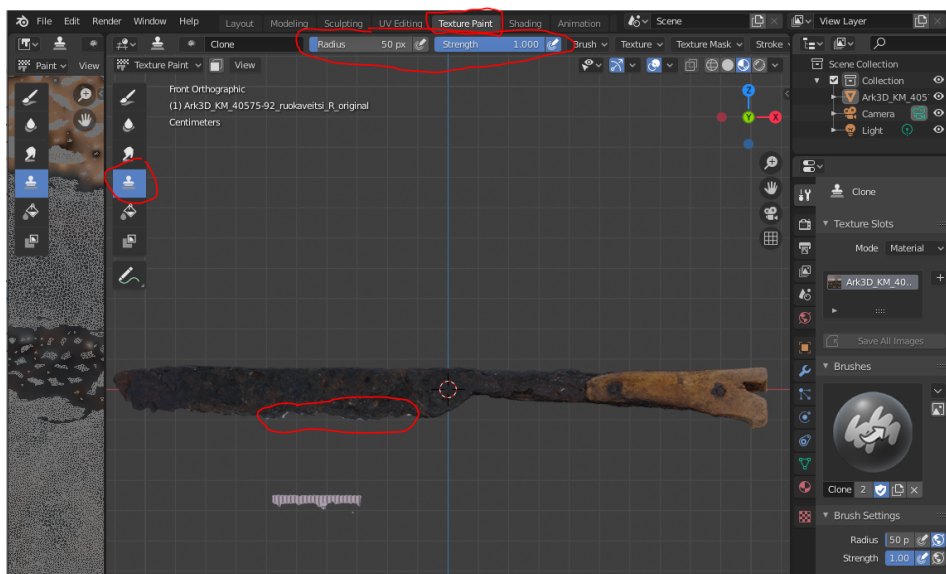 File Edit Render Window Help Layout Modeling Sculpting UV Editing Texture Paint Shading Animation Scene View Layer
Clone Radius 50 px Strength 1.000 Brush Texture Texture Mask Stroke
Paint View Texture Paint View
Front Orthographic
(1) Ark3D_KM_40575-92_ruokaveitsi_R_original
Centimeters
Z
Y
X
Scene Collection
Collection
Ark3D_KM_405
Camera
Light
Clone
Texture Slots
Mode Material
Ark3D_KM_40..
Save All Images
Brushes
Clone 2
Brush Settings
Radius 50 p
Strength 1.00